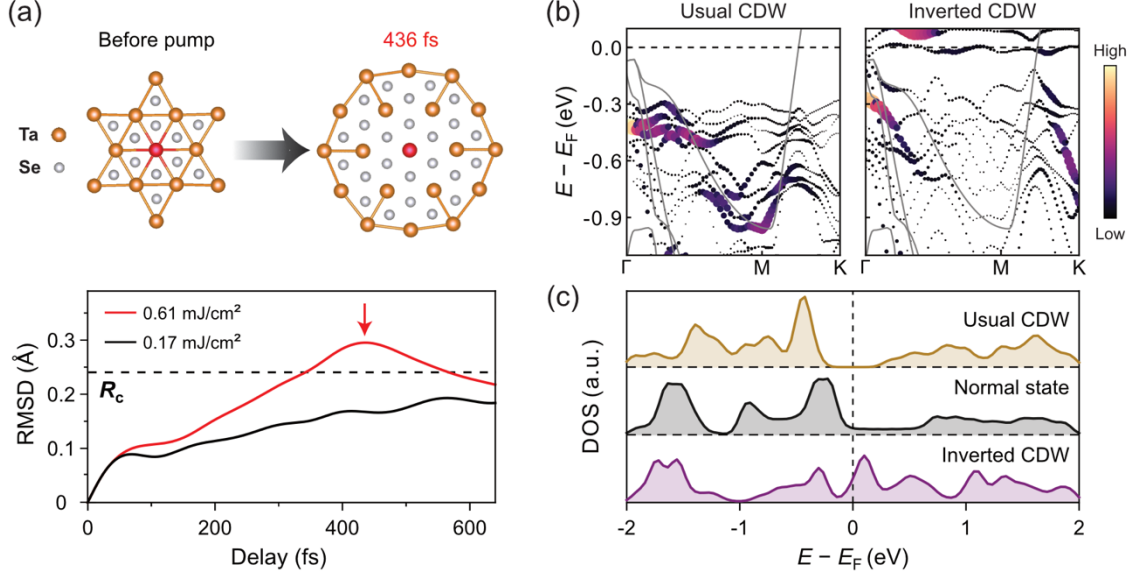 (a)
Before pump
436 fs
Ta
Se
RMSD (Å)
0.3
0.2
0.1
0
0.61 mJ/cm²
0.17 mJ/cm²
Rc
0 200 400 600
Delay (fs)
(b)
Usual CDW Inverted CDW
E − EF (eV)
0.0
-0.3
-0.6
-0.9
Γ M K Γ M K
High
Low
(c)
DOS (a.u.)
Usual CDW
Normal state
Inverted CDW
-2 -1 0 1 2
E − EF (eV)